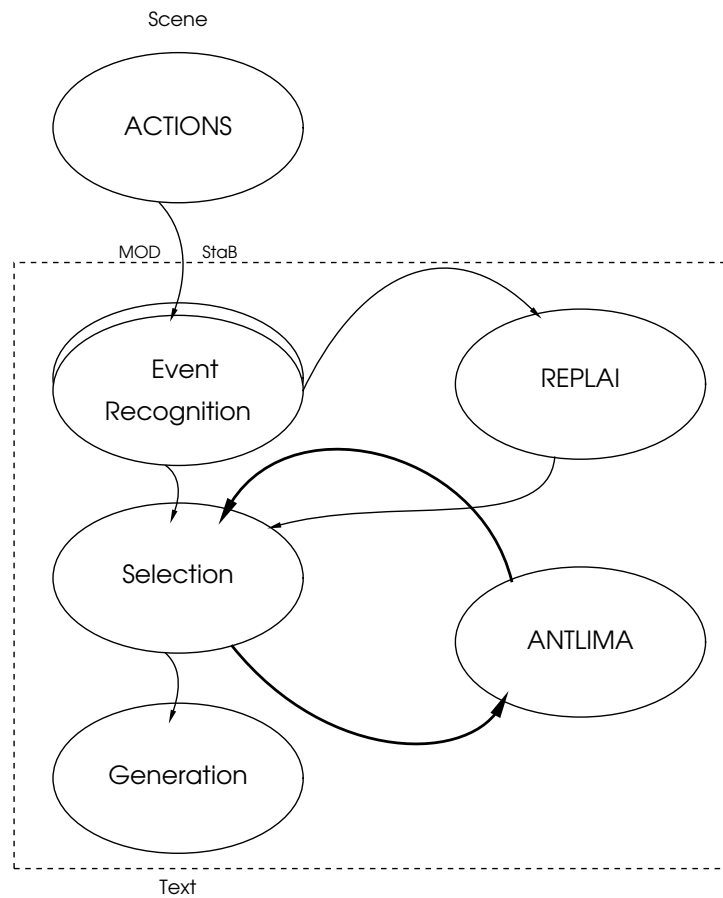 Scene
ACTIONS
MOD StaB
Event
Recognition
REPLAI
Selection
ANTLIMA
Generation
Text